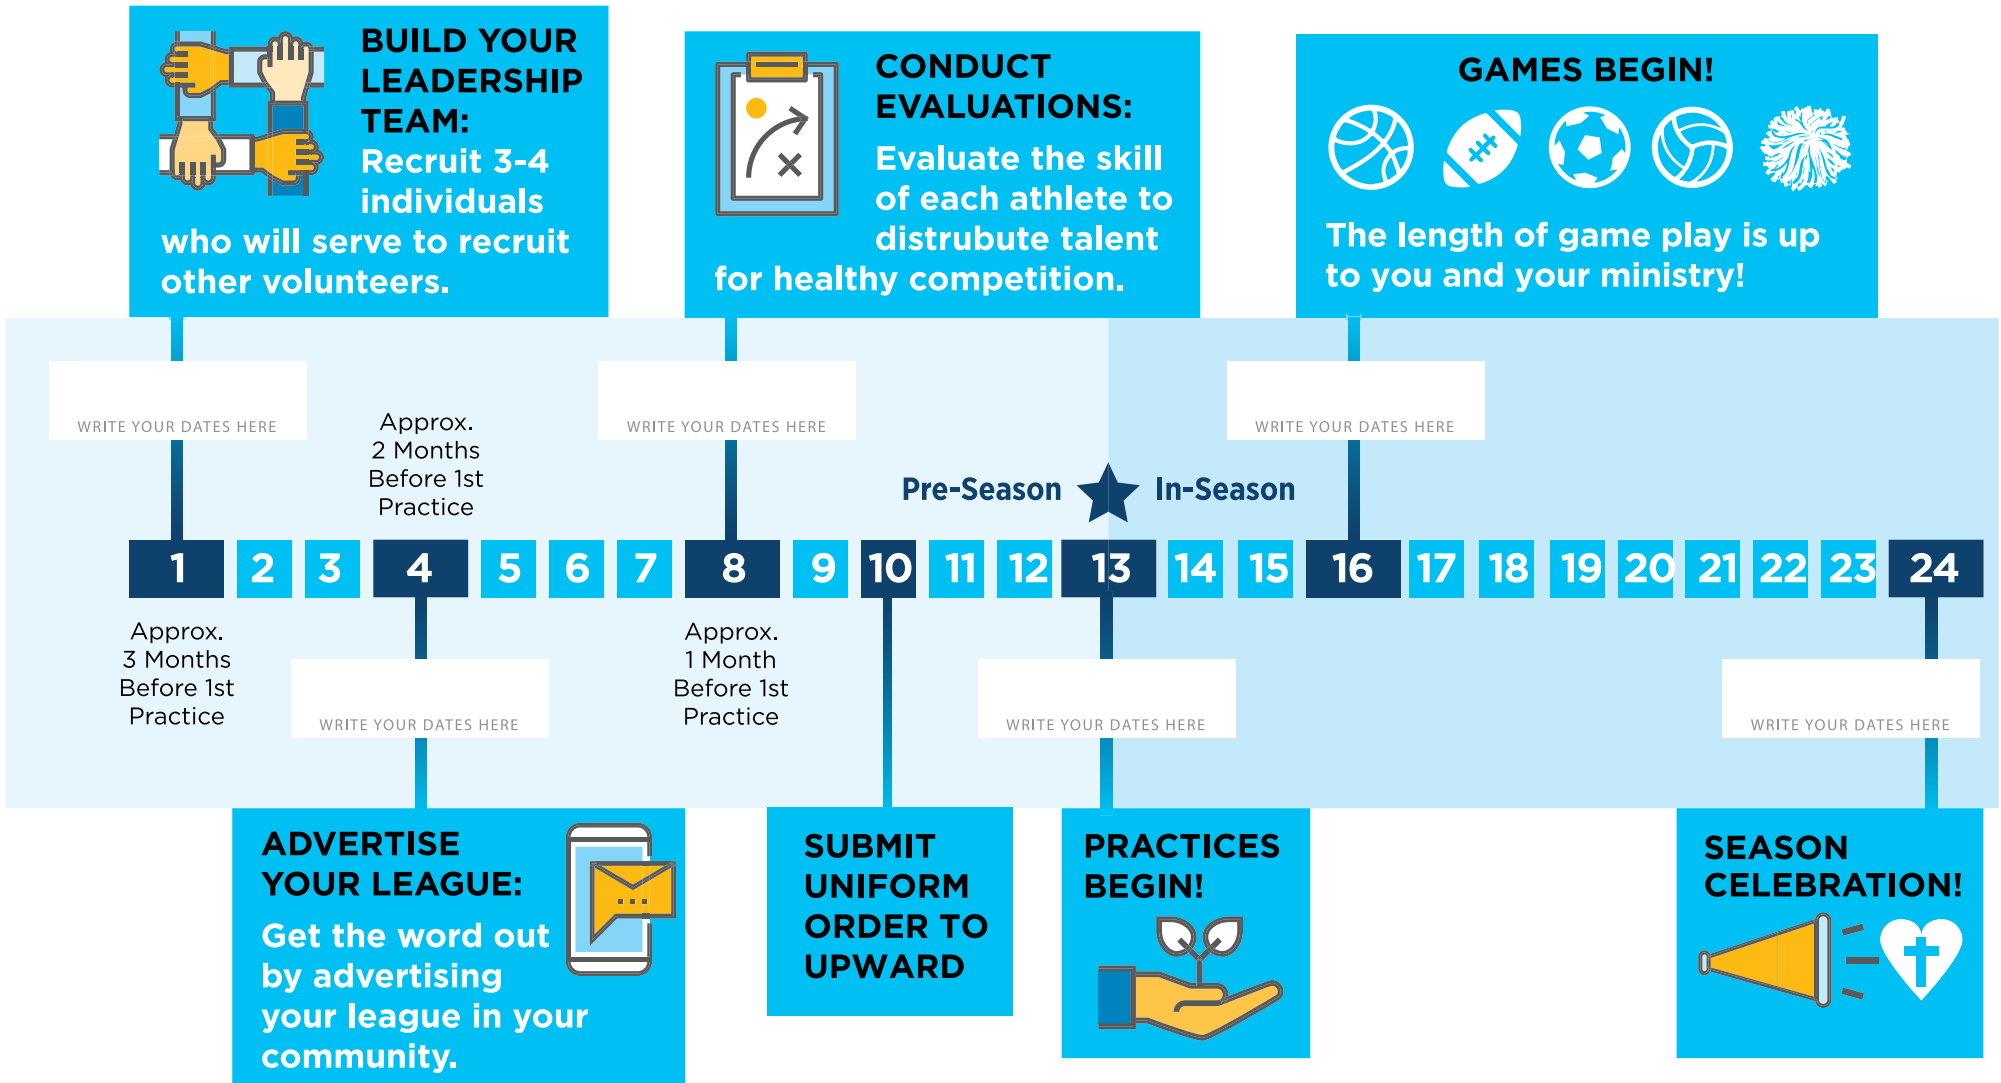 BUILD YOUR
LEADERSHIP
TEAM:
Recruit 3-4
individuals
who will serve to recruit
other volunteers.
CONDUCT
EVALUATIONS:
Evaluate the skill
of each athlete to
distrubute talent
for healthy competition.
GAMES BEGIN!
The length of game play is up
to you and your ministry!
WRITE YOUR DATES HERE
Approx.
2 Months
Before 1st
Practice
WRITE YOUR DATES HERE
WRITE YOUR DATES HERE
Pre-Season
In-Season
1 2 3 4 5 6 7 8 9 10 11 12 13 14 15 16 17 18 19 20 21 22 23 24
Approx.
3 Months
Before 1st
Practice
WRITE YOUR DATES HERE
Approx.
1 Month
Before 1st
Practice
WRITE YOUR DATES HERE
WRITE YOUR DATES HERE
ADVERTISE
YOUR LEAGUE:
Get the word out
by advertising
your league in your
community.
SUBMIT
UNIFORM
ORDER TO
UPWARD
PRACTICES
BEGIN!
SEASON
CELEBRATION!